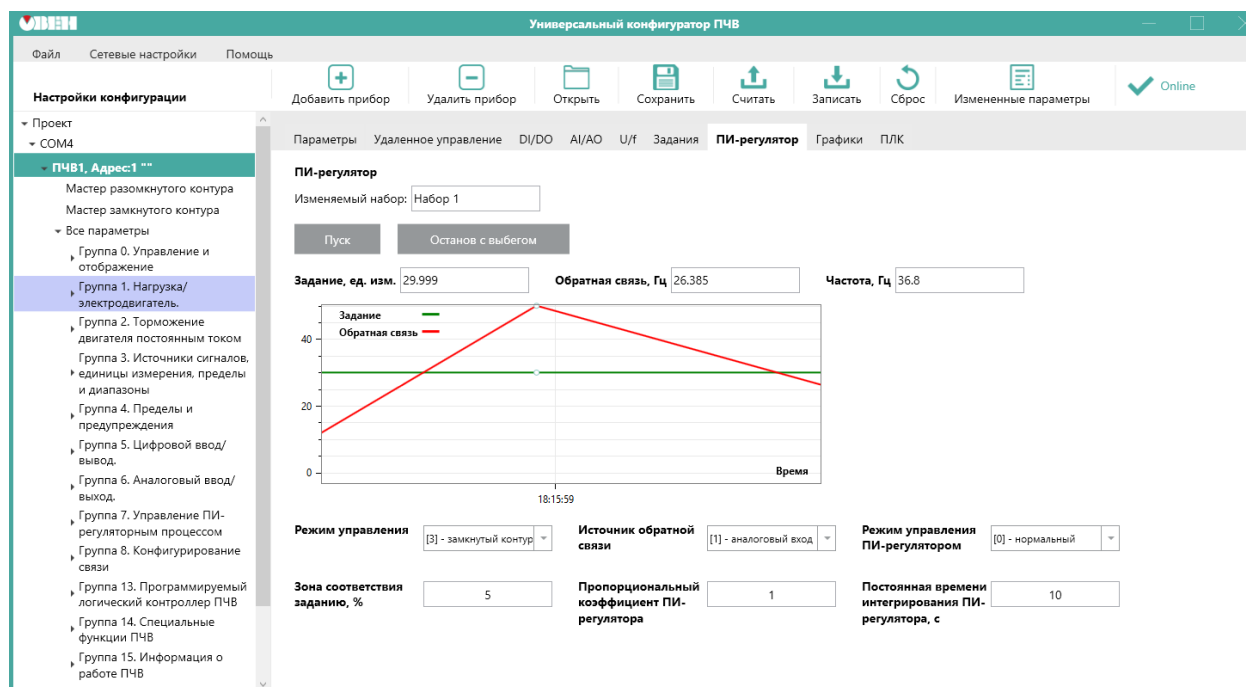 ОВЕН
Универсальный конфигуратор ПЧВ
Файл Сетевые настройки Помощь
Настройки конфигурации
Добавить прибор Удалить прибор Открыть Сохранить Считать Записать Сброс Измененные параметры Online
Проект
COM4
ПЧВ1, Адрес:1 ""
Мастер разомкнутого контура
Мастер замкнутого контура
Все параметры
Группа 0. Управление и
отображение
Группа 1. Нагрузка/
электродвигатель.
Группа 2. Торможение
двигателя постоянным током
Группа 3. Источники сигналов,
единицы измерения, пределы
и диапазоны
Группа 4. Пределы и
предупреждения
Группа 5. Цифровой ввод/
вывод.
Группа 6. Аналоговый ввод/
выход.
Группа 7. Управление ПИ-
регуляторным процессом
Группа 8. Конфигурирование
связи
Группа 13. Программируемый
логический контроллер ПЧВ
Группа 14. Специальные
функции ПЧВ
Группа 15. Информация о
работе ПЧВ
Параметры Удаленное управление DI/DO AI/AO U/f Задания ПИ-регулятор Графики ПЛК
ПИ-регулятор
Изменяемый набор: Набор 1
Пуск Останов с выбегом
Задание, ед. изм. 29.999 Обратная связь, Гц 26.385 Частота, Гц 36.8
Задание
Обратная связь
40
20
0
Время
18:15:59
Режим управления [3] - замкнутый контур
Источник обратной
связи
[1] - аналоговый вход
Режим управления
ПИ-регулятором
[0] - нормальный
Зона соответствия
заданию, %
5
Пропорциональный
коэффициент ПИ-
регулятора
1
Постоянная времени
интегрирования ПИ-
регулятора, с
10